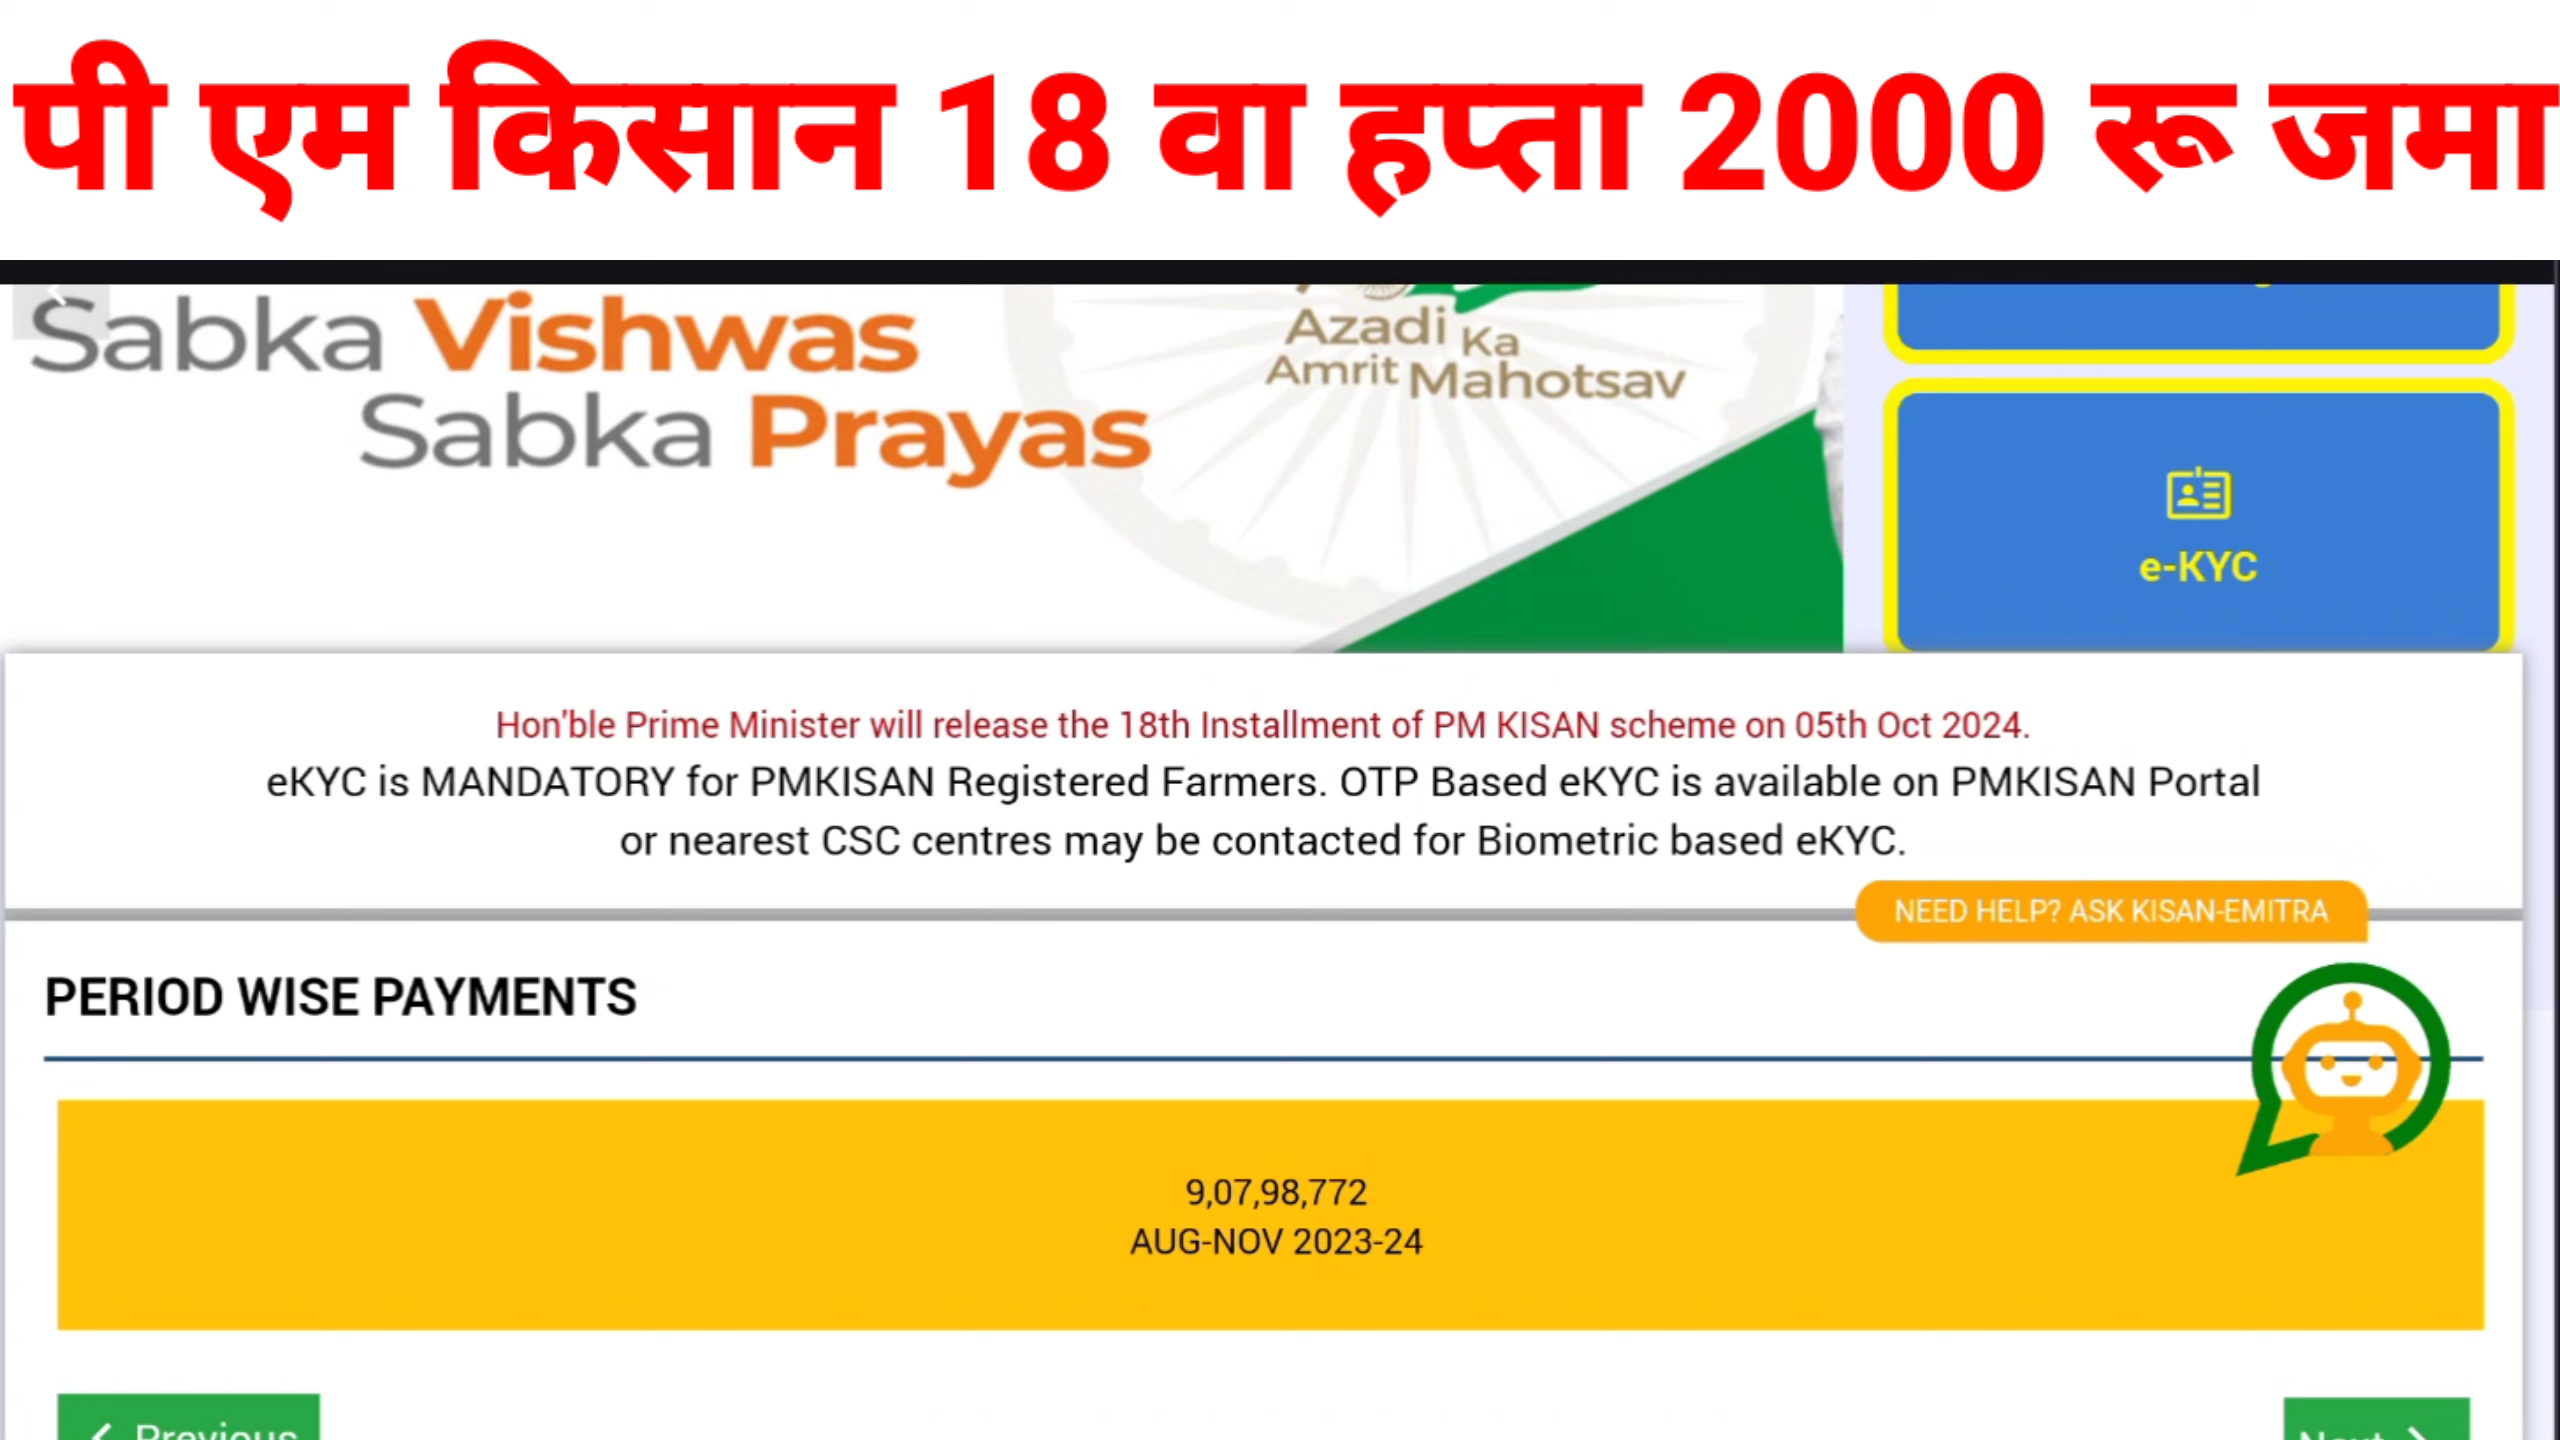 पी एम किसान 18 वा हप्ता 2000 रू जमा
Sabka Vishwas
Sabka Prayas
Azadi Ka
Amrit Mahotsav
e-KYC
Hon'ble Prime Minister will release the 18th Installment of PM KISAN scheme on 05th Oct 2024.
eKYC is MANDATORY for PMKISAN Registered Farmers. OTP Based eKYC is available on PMKISAN Portal
or nearest CSC centres may be contacted for Biometric based eKYC.
NEED HELP? ASK KISAN-EMITRA
PERIOD WISE PAYMENTS
9,07,98,772
AUG-NOV 2023-24
Previous
Next